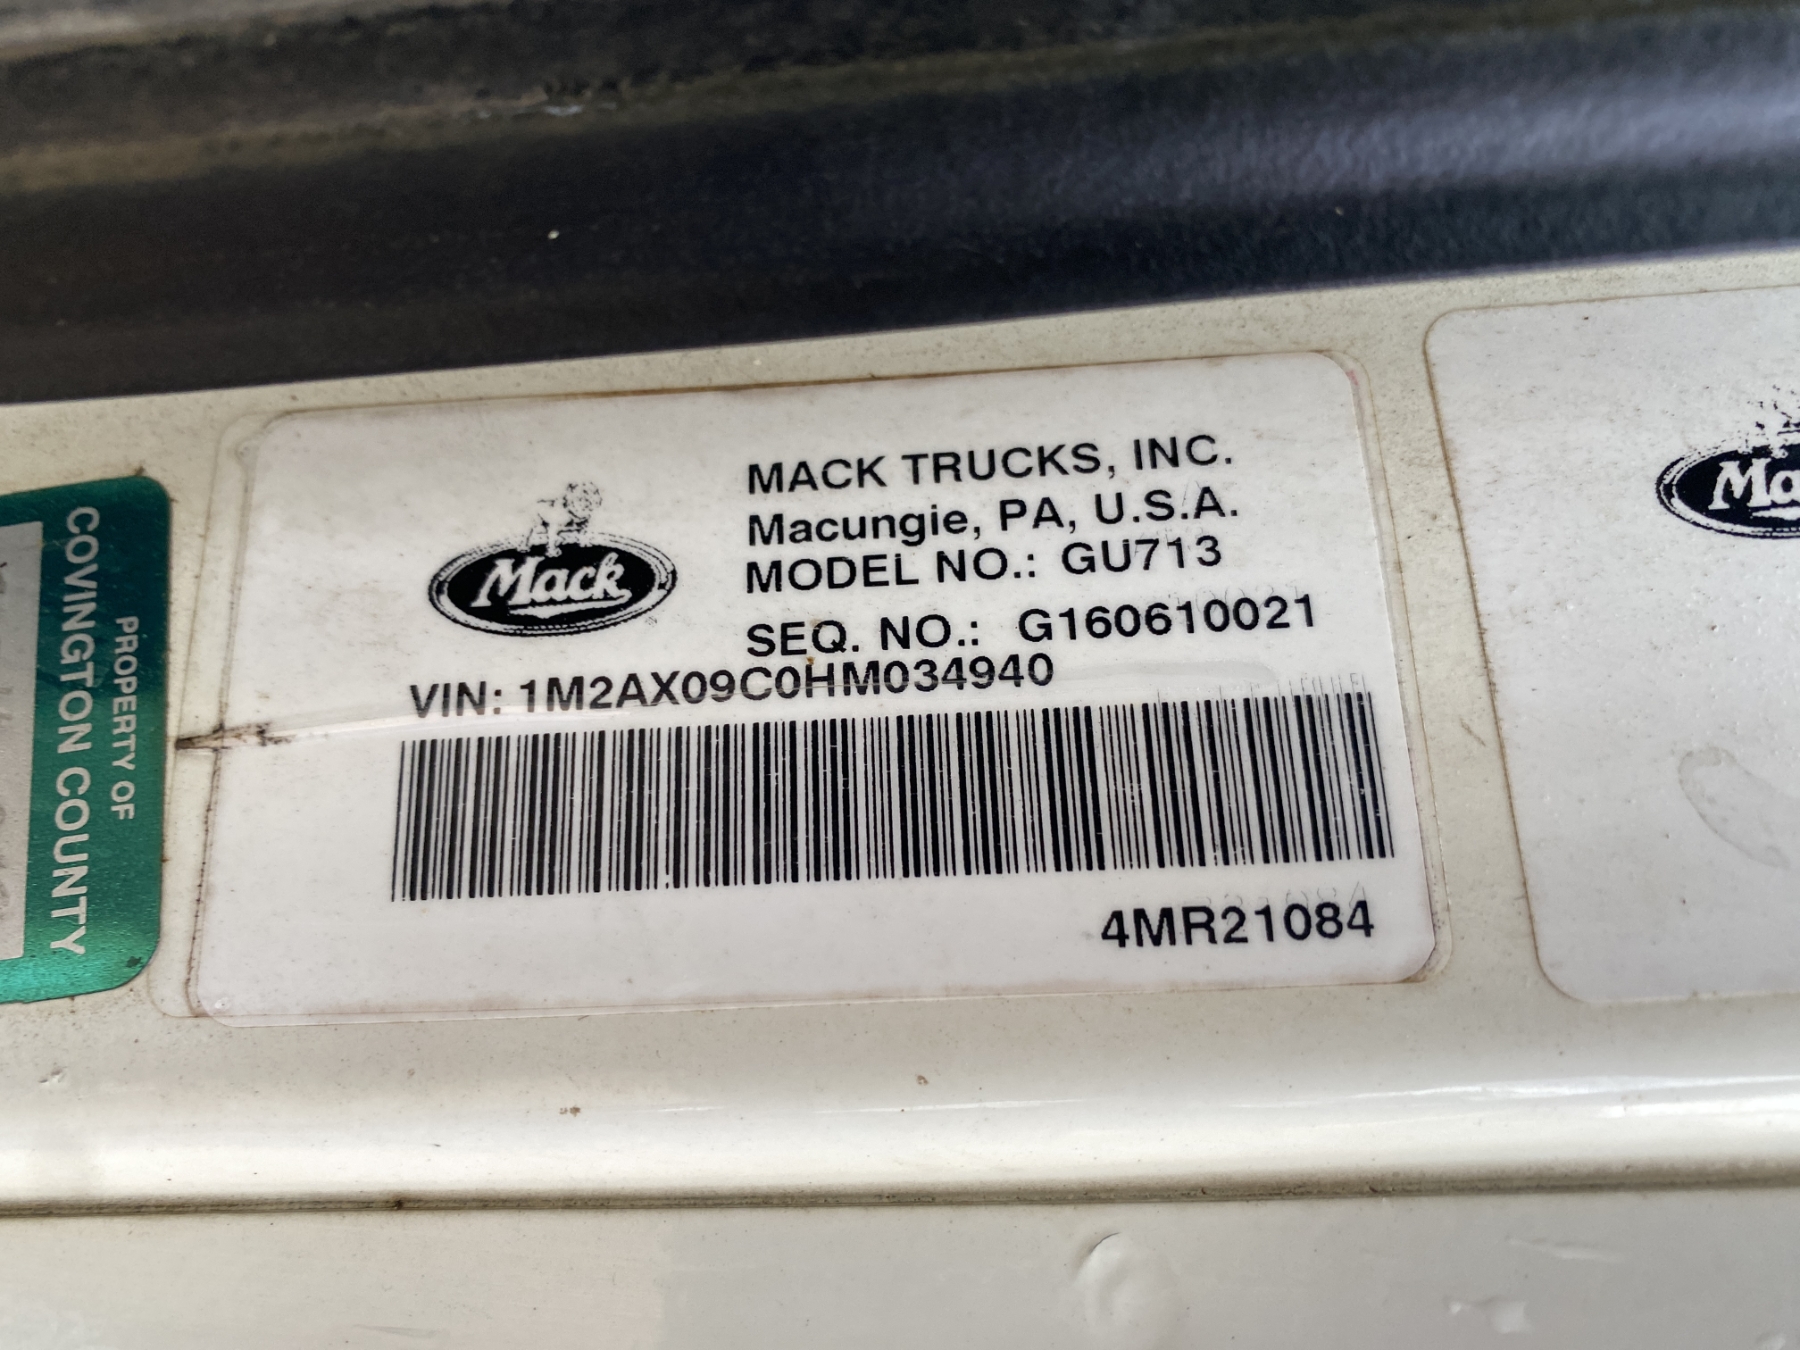 PROPERTY OF
COVINGTON COUNTY
Mack
MACK TRUCKS, INC.
Macungie, PA, U.S.A.
MODEL NO.: GU713
SEQ. NO.: G160610021
VIN: 1M2AX09C0HM034940
4MR21084
Ma